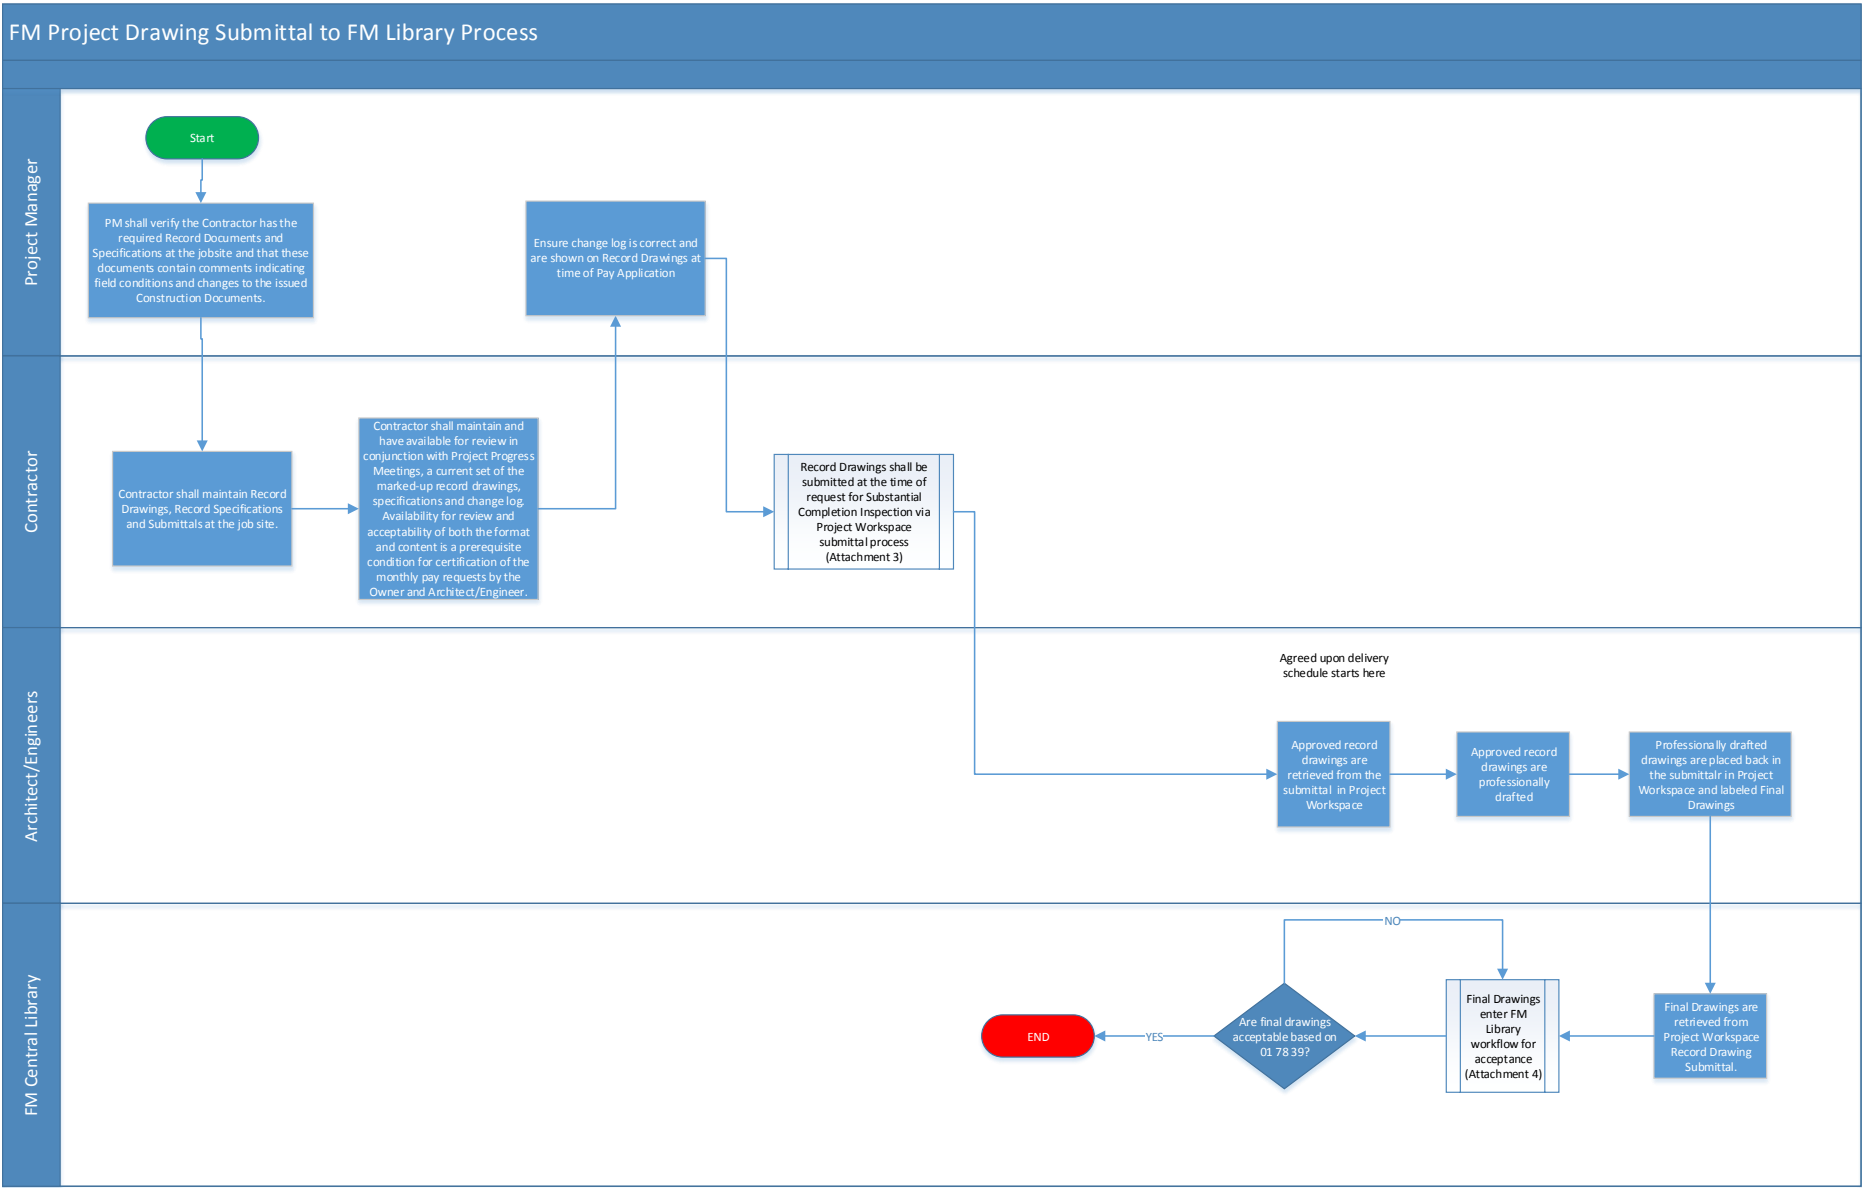 FM Project Drawing Submittal to FM Library Process
Project Manager
Start
PM shall verify the Contractor has the
required Record Documents and
Specifications at the jobsite and that these
documents contain comments indicating
field conditions and changes to the issued
Construction Documents.
Ensure change log is correct and
are shown on Record Drawings at
time of Pay Application
Contractor
Contractor shall maintain Record
Drawings, Record Specifications
and Submittals at the job site.
Contractor shall maintain and
have available for review in
conjunction with Project Progress
Meetings, a current set of the
marked-up record drawings,
specifications and change log.
Availability for review and
acceptability of both the format
and content is a prerequisite
condition for certification of the
monthly pay requests by the
Owner and Architect/Engineer.
Record Drawings shall be
submitted at the time of
request for Substantial
Completion Inspection via
Project Workspace
submittal process
(Attachment 3)
Architect/Engineers
Agreed upon delivery
schedule starts here
Approved record
drawings are
retrieved from the
submittal in Project
Workspace
Approved record
drawings are
professionally
drafted
Professionally drafted
drawings are placed back in
the submittalr in Project
Workspace and labeled Final
Drawings
FM Central Library
Final Drawings are
retrieved from
Project Workspace
Record Drawing
Submittal.
Final Drawings
enter FM
Library
workflow for
acceptance
(Attachment 4)
NO
Are final drawings
acceptable based on
01 78 39?
YES
END